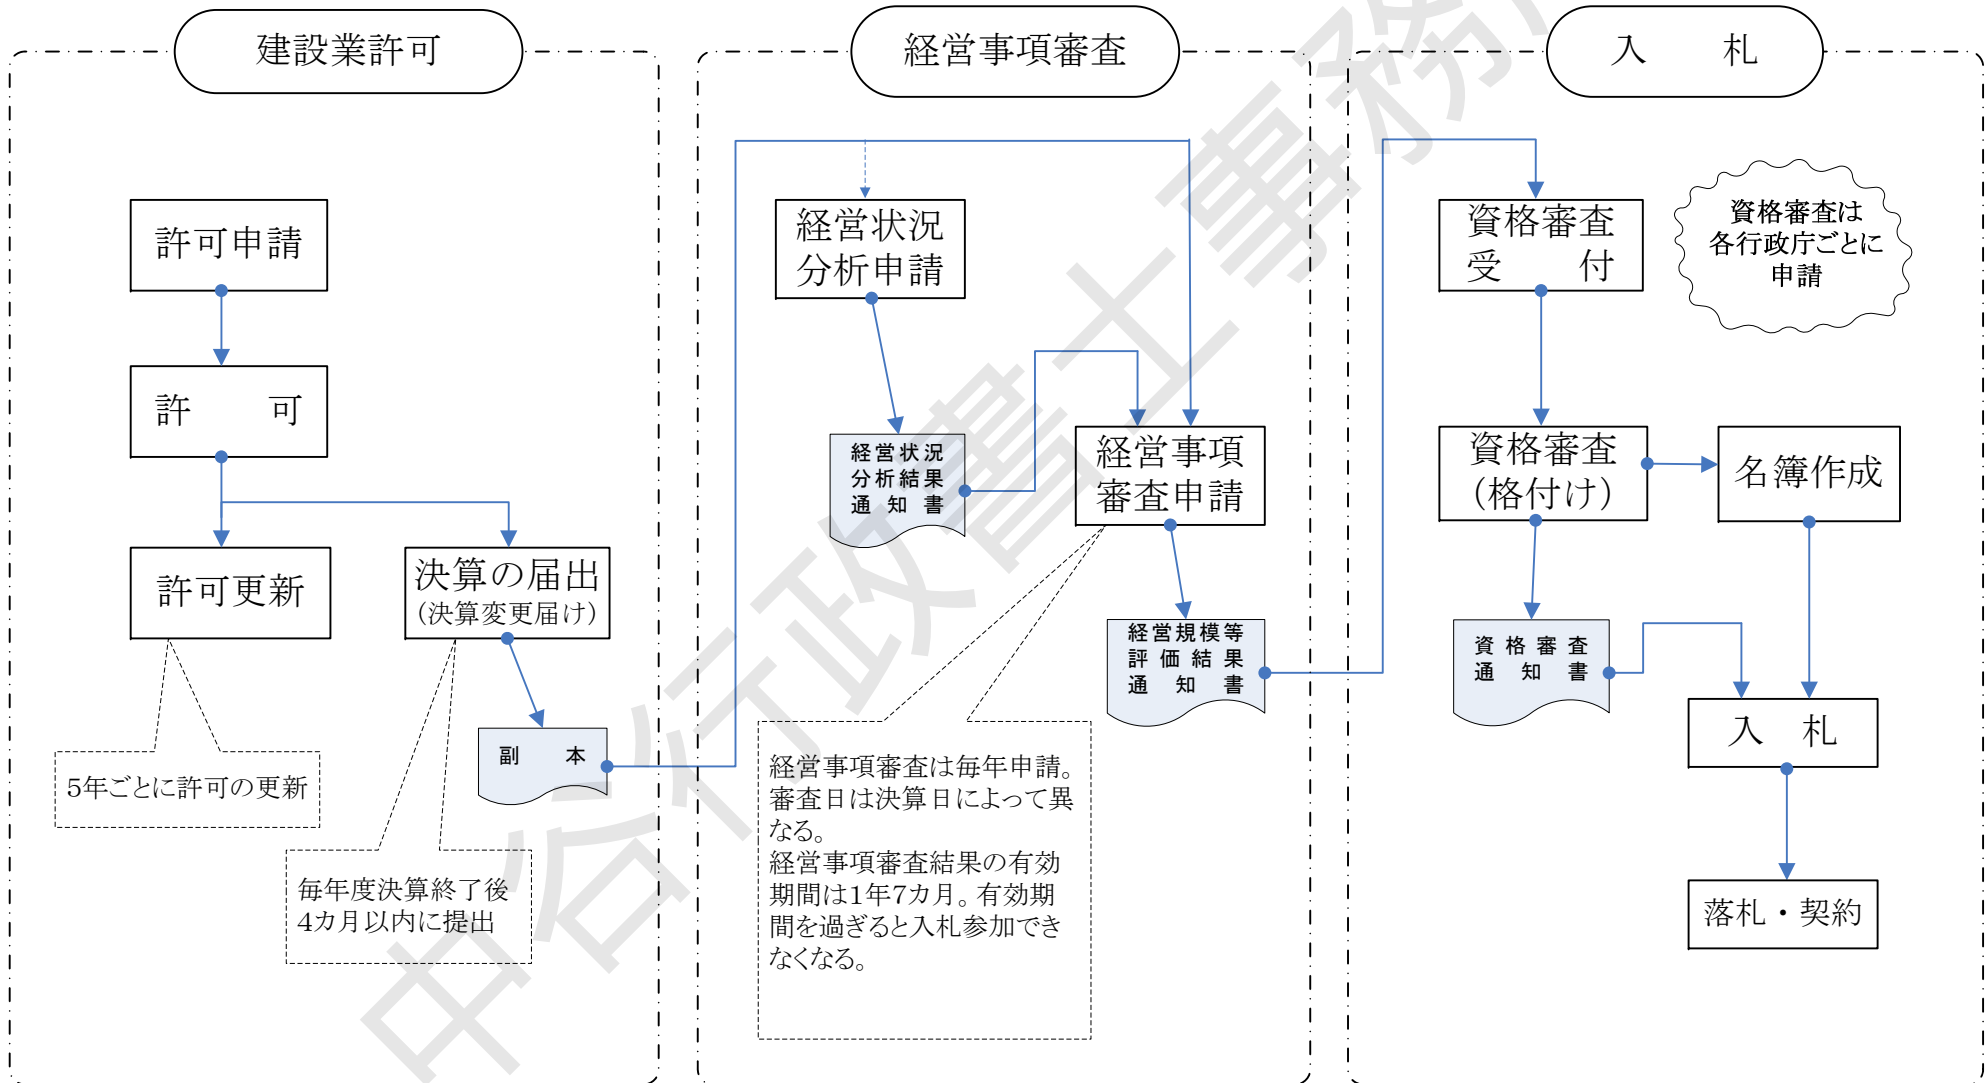 建設業許可
許可申請
許　可
許可更新
決算の届出
(決算変更届け)
副　本
5年ごとに許可の更新
毎年度決算終了後
4カ月以内に提出
経営事項審査
経営状況
分析申請
経営状況
分析結果
通知書
経営事項
審査申請
経営規模等
評価結果
通知書
経営事項審査は毎年申請。
審査日は決算日によって異
なる。
経営事項審査結果の有効
期間は1年7カ月。有効期
間を過ぎると入札参加でき
なくなる。
入　札
資格審査
受　付
資格審査は
各行政庁ごとに
申請
資格審査
(格付け)
名簿作成
資格審査
通知書
入　札
落札・契約
中谷行政書士事務